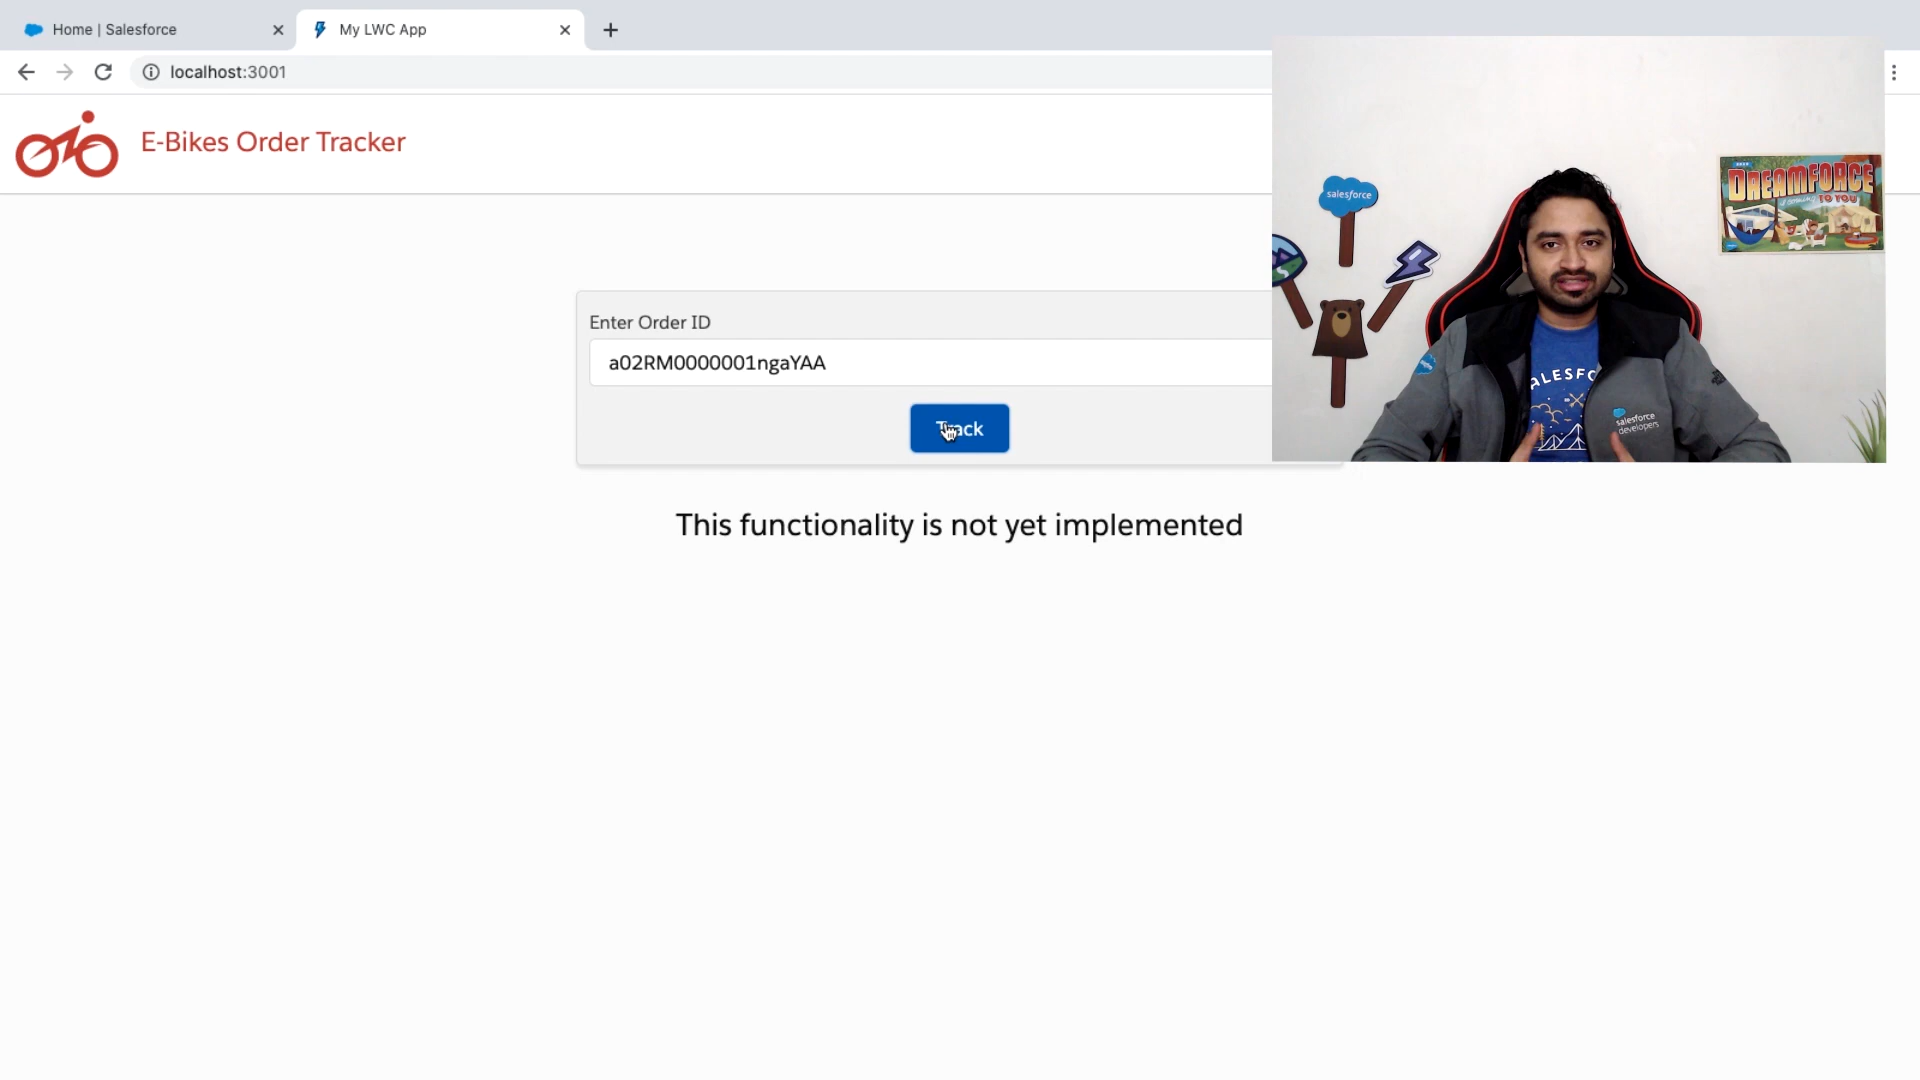 Home | Salesforce
My LWC App
localhost:3001
E-Bikes Order Tracker
salesforce
DREAMFORCE
TO YOU
Enter Order ID
a02RM0000001ngaYAA
Track
ALESFO
salesforce
developers
This functionality is not yet implemented